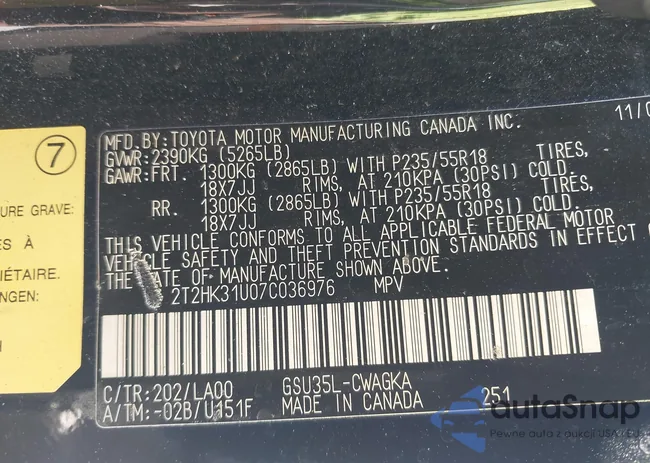 7
URE GRAVE:
S À
IÉTAIRE.
NGEN:
MFD.BY:TOYOTA MOTOR MANUFACTURING CANADA INC. 11/0
GVWR:2390KG (5265LB)
GAWR:FRT. 1300KG (2865LB) WITH P235/55R18 TIRES,
18X7JJ RIMS, AT 210KPA (30PSI) COLD.
RR. 1300KG (2865LB) WITH P235/55R18 TIRES,
18X7JJ RIMS, AT 210KPA (30PSI) COLD.
THIS VEHICLE CONFORMS TO ALL APPLICABLE FEDERAL MOTOR
VEHICLE SAFETY AND THEFT PREVENTION STANDARDS IN EFFECT
THE DATE OF MANUFACTURE SHOWN ABOVE.
2T2HK31U07C036976 MPV
C/TR:202/LA00 GSU35L-CWAGKA 251
A/TM:-02B/U151F MADE IN CANADA
autoSnap
Pewne auta z aukcji USA